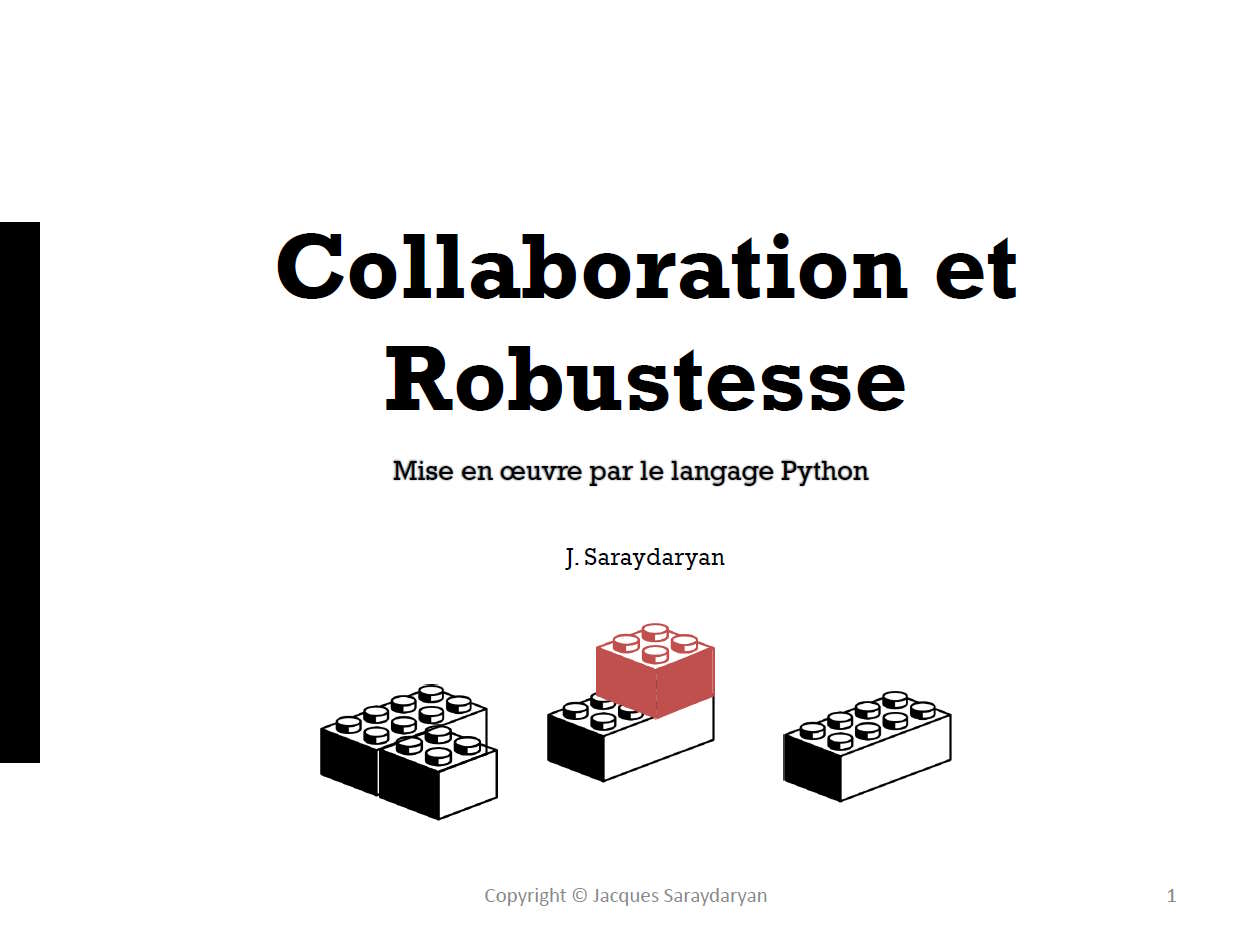 Collaboration et
Robustesse
Mise en œuvre par le langage Python
J. Saraydaryan
Copyright © Jacques Saraydaryan
1